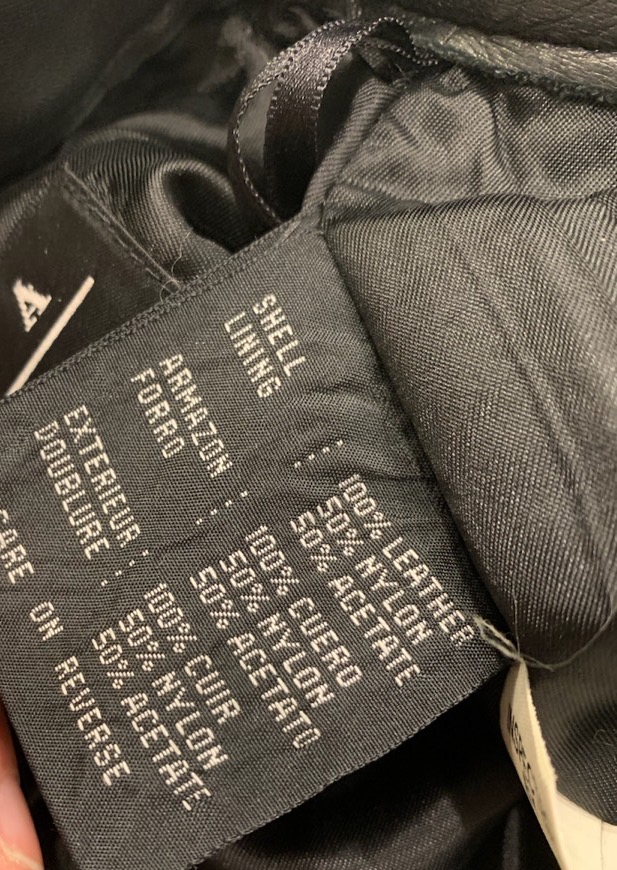 A
SHELL : 100% LEATHER
LINING : 50% NYLON
50% ACETATE
ARMAZON : 100% CUERO
FORRO : 50% NYLON
50% ACETATO
EXTERIEUR : 100% CUIR
DOUBLURE : 50% NYLON
50% ACETATE
CARE ON REVERSE